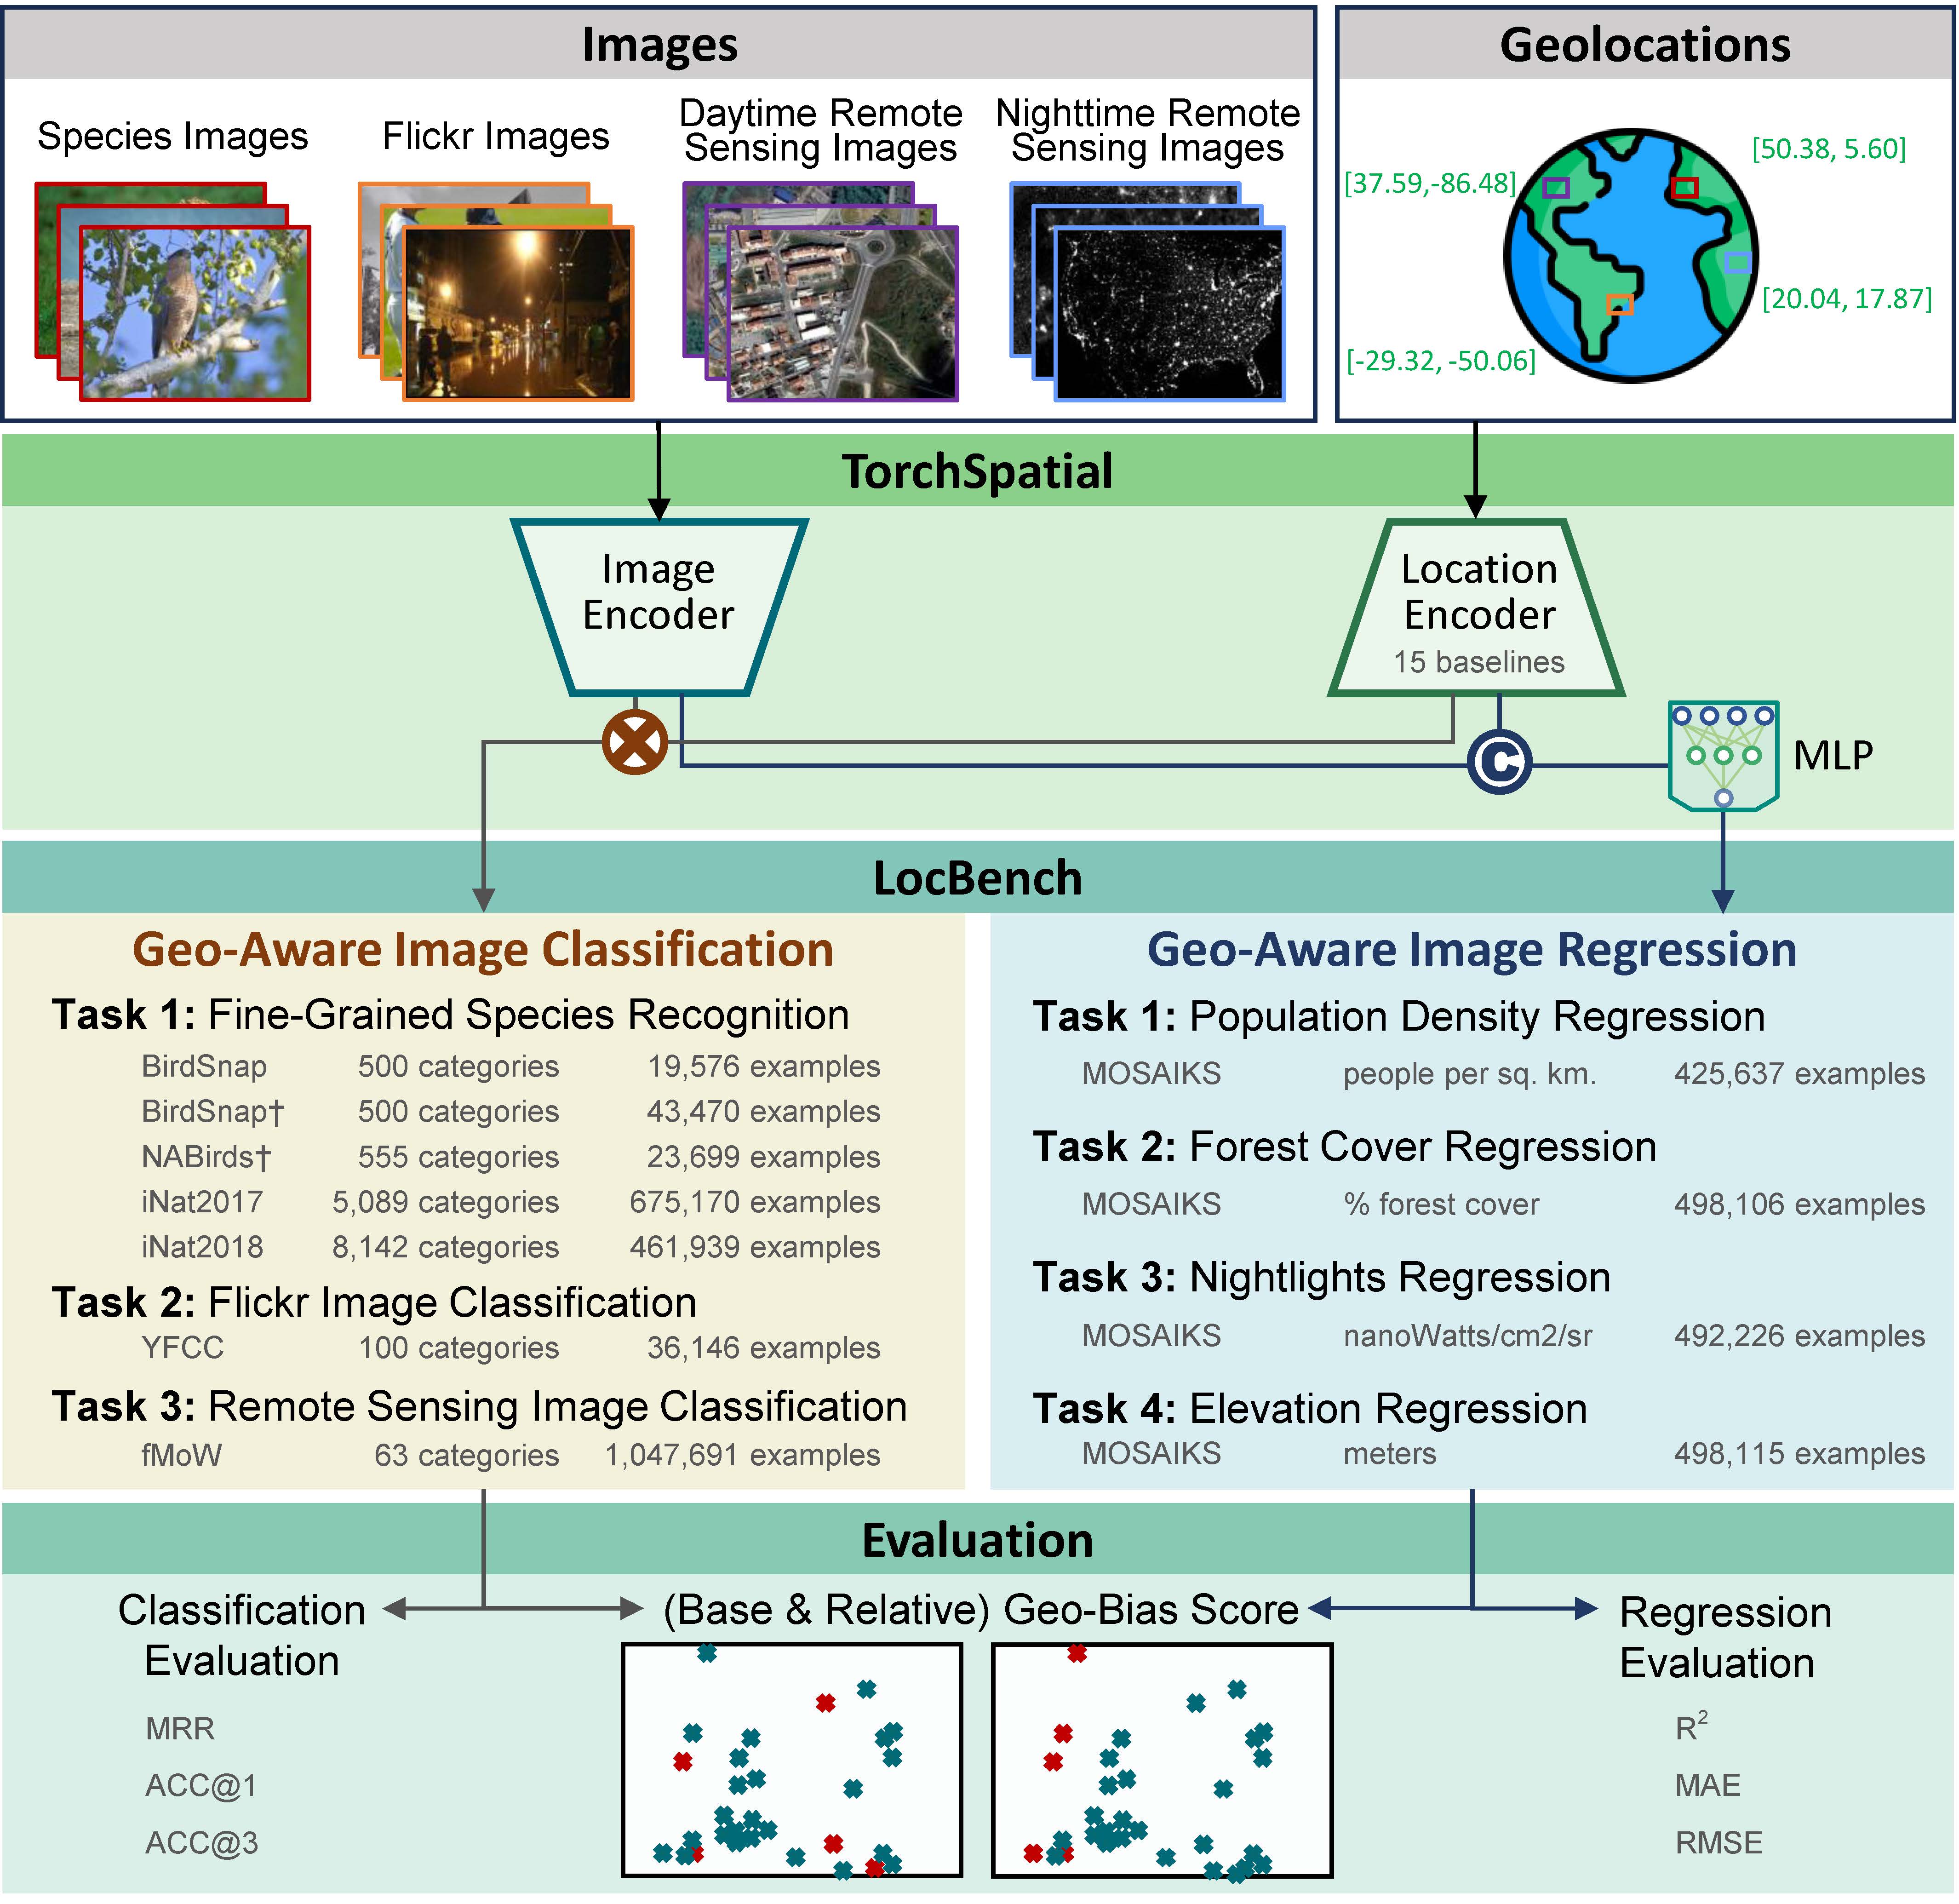 Images
Geolocations
Species Images
Flickr Images
Daytime Remote
Sensing Images
Nighttime Remote
Sensing Images
[50.38, 5.60]
[37.59,-86.48]
[20.04, 17.87]
[-29.32, -50.06]
TorchSpatial
Image
Encoder
Location
Encoder
15 baselines
C
MLP
LocBench
Geo-Aware Image Classification
Task 1: Fine-Grained Species Recognition
BirdSnap 500 categories 19,576 examples
BirdSnap† 500 categories 43,470 examples
NABirds† 555 categories 23,699 examples
iNat2017 5,089 categories 675,170 examples
iNat2018 8,142 categories 461,939 examples
Task 2: Flickr Image Classification
YFCC 100 categories 36,146 examples
Task 3: Remote Sensing Image Classification
fMoW 63 categories 1,047,691 examples
Geo-Aware Image Regression
Task 1: Population Density Regression
MOSAIKS people per sq. km. 425,637 examples
Task 2: Forest Cover Regression
MOSAIKS % forest cover 498,106 examples
Task 3: Nightlights Regression
MOSAIKS nanoWatts/cm2/sr 492,226 examples
Task 4: Elevation Regression
MOSAIKS meters 498,115 examples
Evaluation
Classification
Evaluation
MRR
ACC@1
ACC@3
(Base & Relative) Geo-Bias Score
Regression
Evaluation
R²
MAE
RMSE